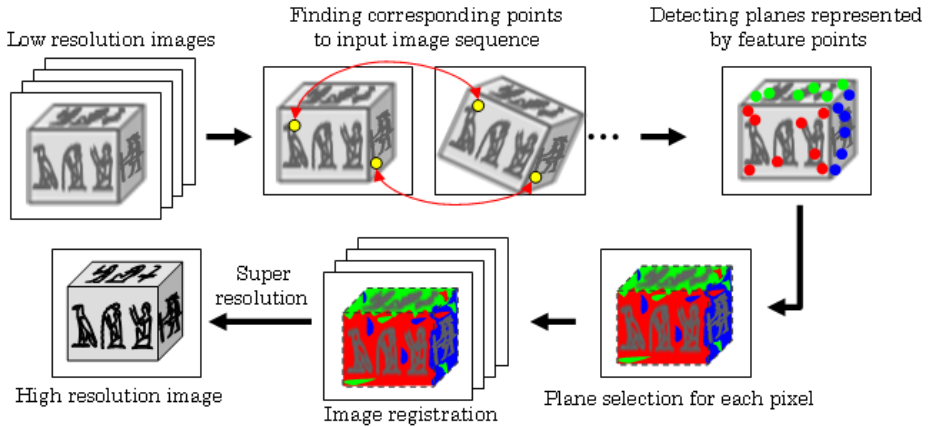 Low resolution images
Finding corresponding points
to input image sequence
Detecting planes represented
by feature points
Super
resolution
High resolution image
Image registration
Plane selection for each pixel